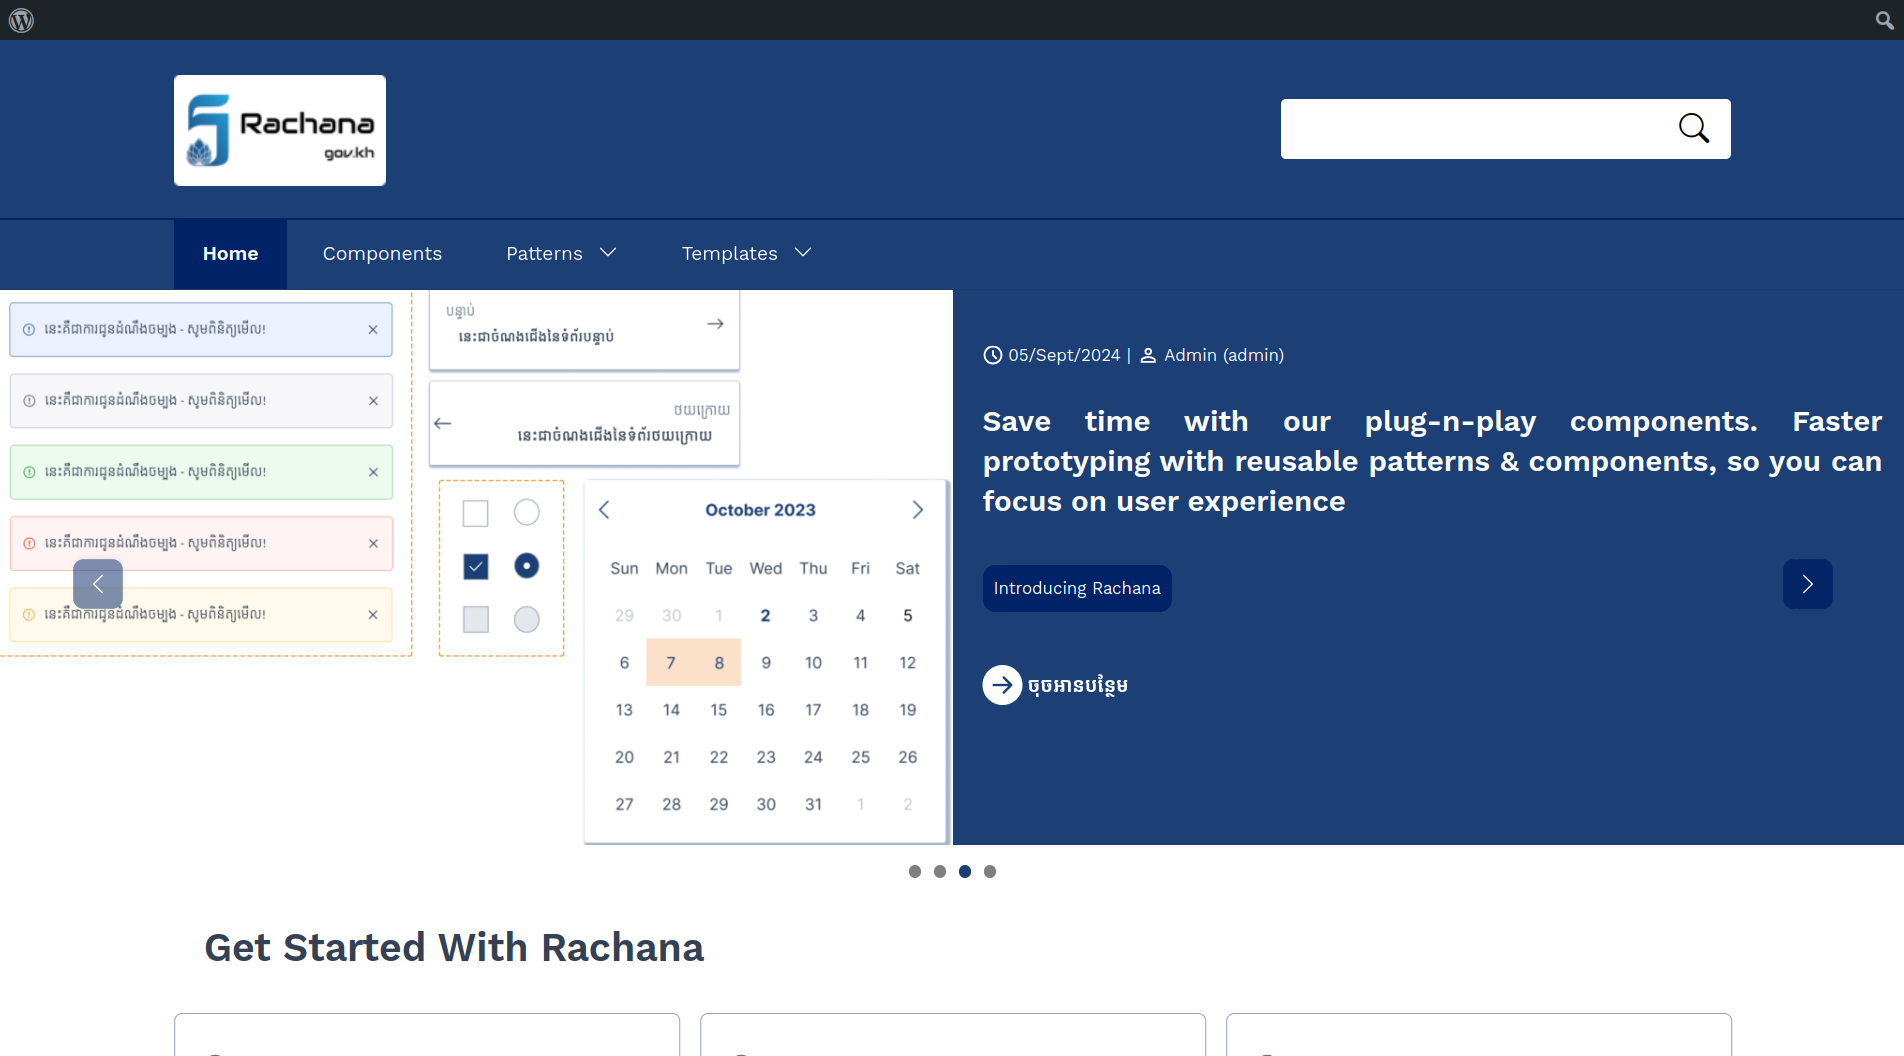 Rachana
gov.kh
Home
Components
Patterns
Templates
នេះគឺជាការជូនដំណឹងចម្បង - សូមពិនិត្យមើល!
នេះគឺជាការជូនដំណឹងចម្បង - សូមពិនិត្យមើល!
នេះគឺជាការជូនដំណឹងចម្បង - សូមពិនិត្យមើល!
នេះគឺជាការជូនដំណឹងចម្បង - សូមពិនិត្យមើល!
នេះគឺជាការជូនដំណឹងចម្បង - សូមពិនិត្យមើល!
បន្ទាប់
នេះជាចំណងជើងនៃទំព័របន្ទាប់
ថយក្រោយ
នេះជាចំណងជើងនៃទំព័រថយក្រោយ
October 2023
Sun Mon Tue Wed Thu Fri Sat
29 30 1 2 3 4 5
6 7 8 9 10 11 12
13 14 15 16 17 18 19
20 21 22 23 24 25 26
27 28 29 30 31 1 2
05/Sept/2024 | Admin (admin)
Save time with our plug-n-play components. Faster
prototyping with reusable patterns & components, so you can
focus on user experience
Introducing Rachana
ចុចអានបន្ថែម
Get Started With Rachana